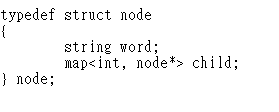 typedef struct node
{
        string word;
        map<int, node*> child;
} node;